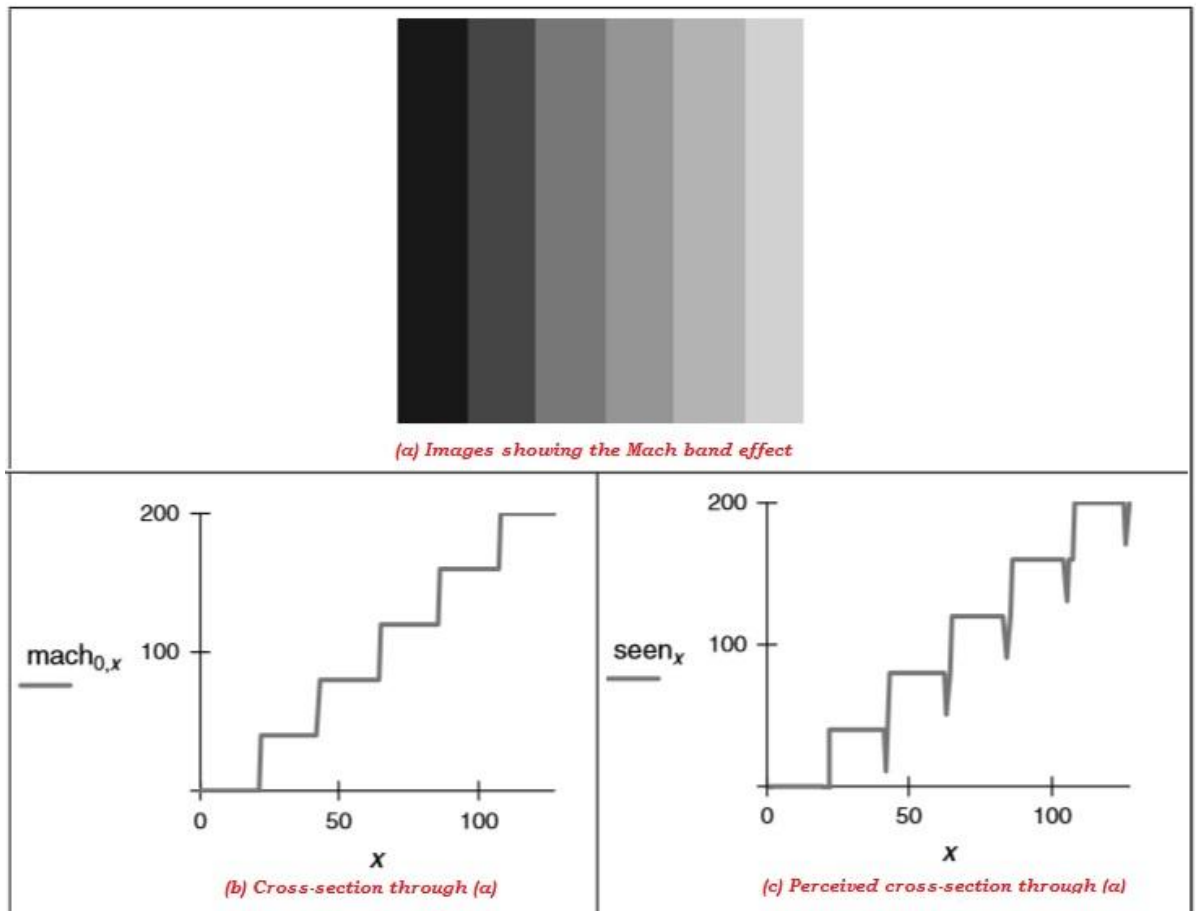 (a) Images showing the Mach band effect
200
100
mach0,x
0
50
100
x
(b) Cross-section through (a)
200
100
seenx
0
50
100
x
(c) Perceived cross-section through (a)